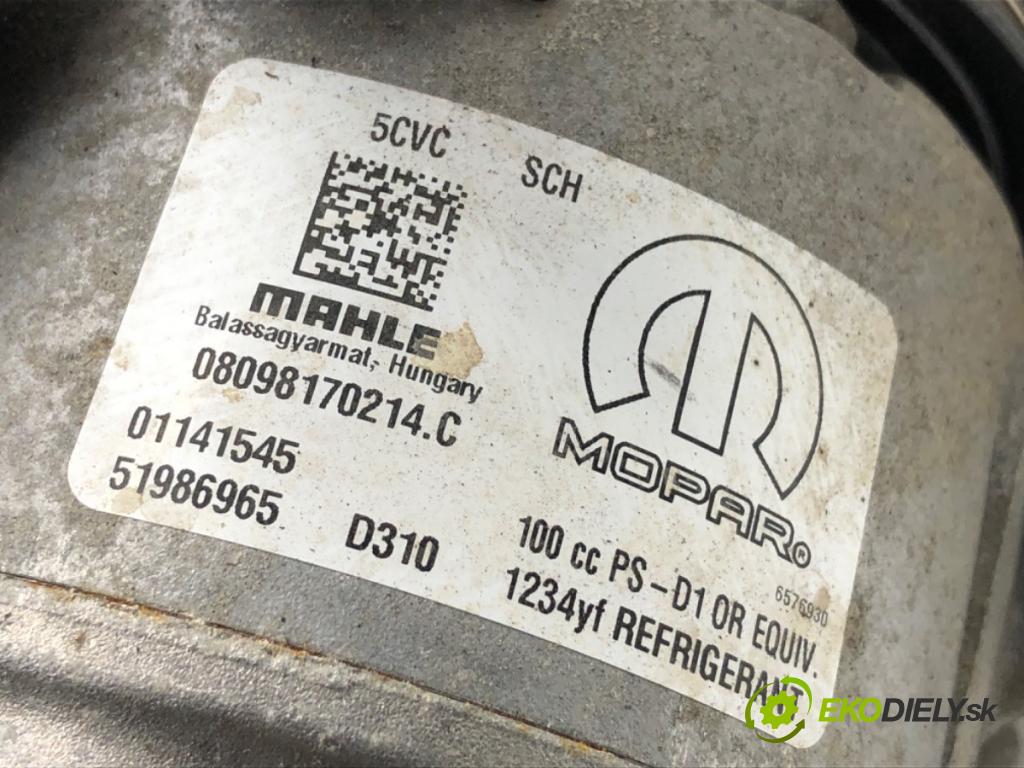 5CVC
SCH
MAHLE
Balassagyarmat, Hungary
08098170214.C
01141545
51986965
D310
MOPAR®
100 cc PS-D1 OR EQUIV.
6576930
1234yf REFRIGERANT
EKODIELY.sk